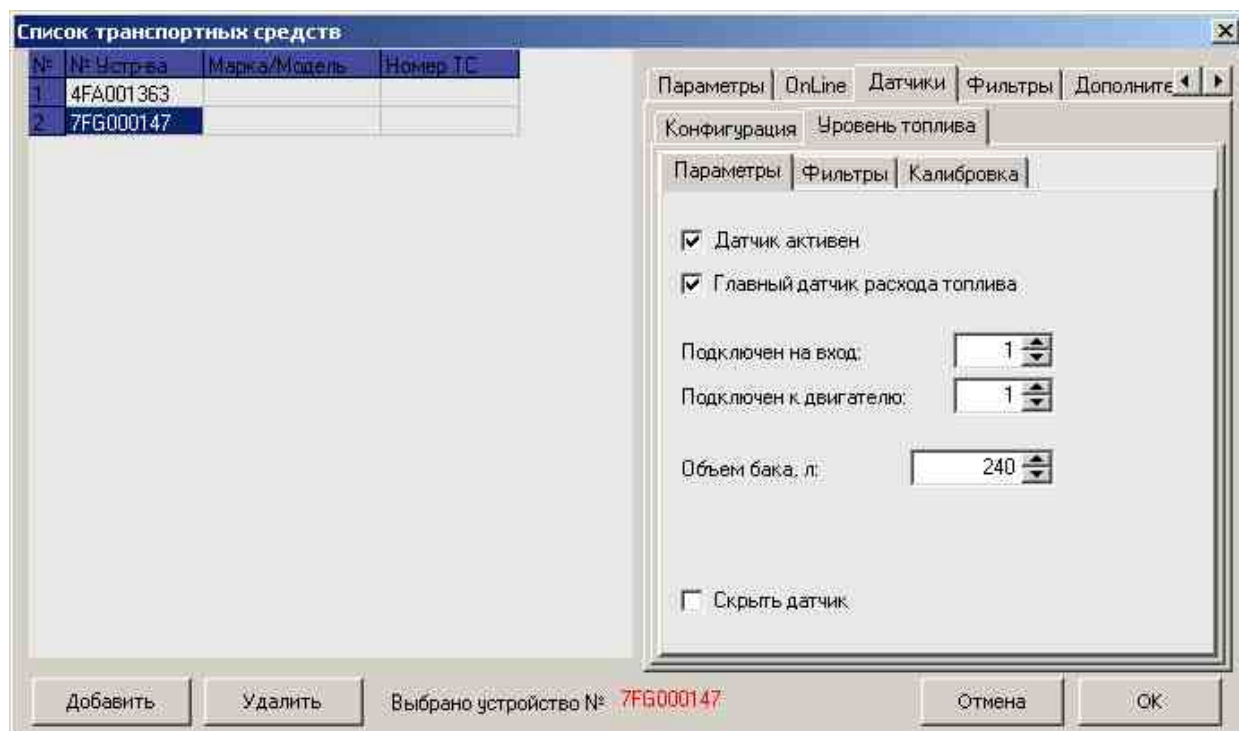 Список транспортных средств
№ № Устр-ва Марка/Модель Номер ТС
1 4FA001363
2 7FG000147
Параметры OnLine Датчики Фильтры Дополните
Конфигурация Уровень топлива
Параметры Фильтры Калибровка
Датчик активен
Главный датчик расхода топлива
Подключен на вход: 1
Подключен к двигателю: 1
Объем бака, л: 240
Скрыть датчик
Добавить Удалить Выбрано устройство № 7FG000147 Отмена OK